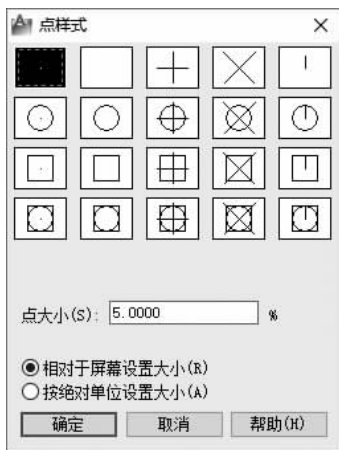 点样式
点大小(S): 5.0000 %
相对于屏幕设置大小(R)
按绝对单位设置大小(A)
确定 取消 帮助(H)